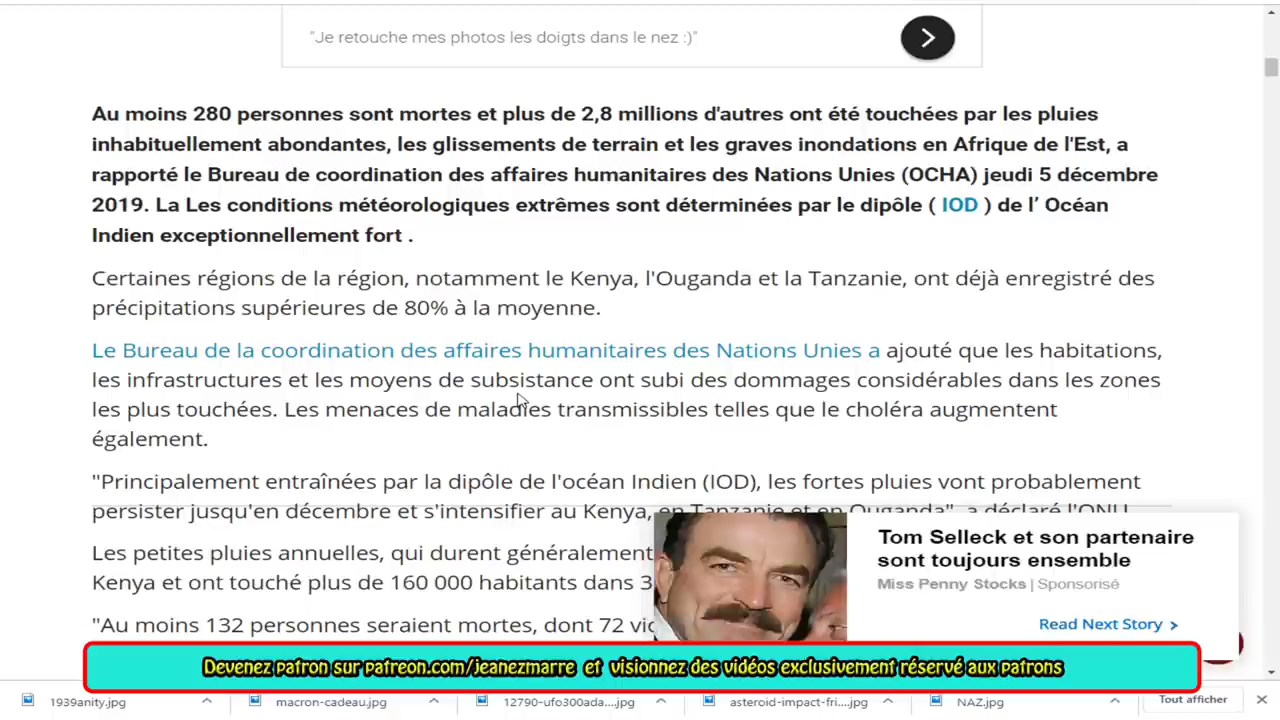 "Je retouche mes photos les doigts dans le nez :)"
Au moins 280 personnes sont mortes et plus de 2,8 millions d'autres ont été touchées par les pluies
inhabituellement abondantes, les glissements de terrain et les graves inondations en Afrique de l'Est, a
rapporté le Bureau de coordination des affaires humanitaires des Nations Unies (OCHA) jeudi 5 décembre
2019. La Les conditions météorologiques extrêmes sont déterminées par le dipôle ( IOD ) de l' Océan
Indien exceptionnellement fort .
Certaines régions de la région, notamment le Kenya, l'Ouganda et la Tanzanie, ont déjà enregistré des
précipitations supérieures de 80% à la moyenne.
Le Bureau de la coordination des affaires humanitaires des Nations Unies a ajouté que les habitations,
les infrastructures et les moyens de subsistance ont subi des dommages considérables dans les zones
les plus touchées. Les menaces de maladies transmissibles telles que le choléra augmentent
également.
"Principalement entraînées par la dipôle de l'océan Indien (IOD), les fortes pluies vont probablement
persister jusqu'en décembre et s'intensifier au Kenya, en Tanzanie et en Ouganda", a déclaré l'ONU
Les petites pluies annuelles, qui durent généralement
Kenya et ont touché plus de 160 000 habitants dans
"Au moins 132 personnes seraient mortes, dont 72
Tom Selleck et son partenaire
sont toujours ensemble
Miss Penny Stocks | Sponsorisé
Read Next Story
Devenez patron sur patreon.com/jeanezmarre et visionnez des vidéos exclusivement réservé aux patrons
1939anity.jpg
macron-cadeau.jpg
12790-ufo300ada....jpg
asteroid-impact-fri....jpg
NAZ.jpg
Tout afficher